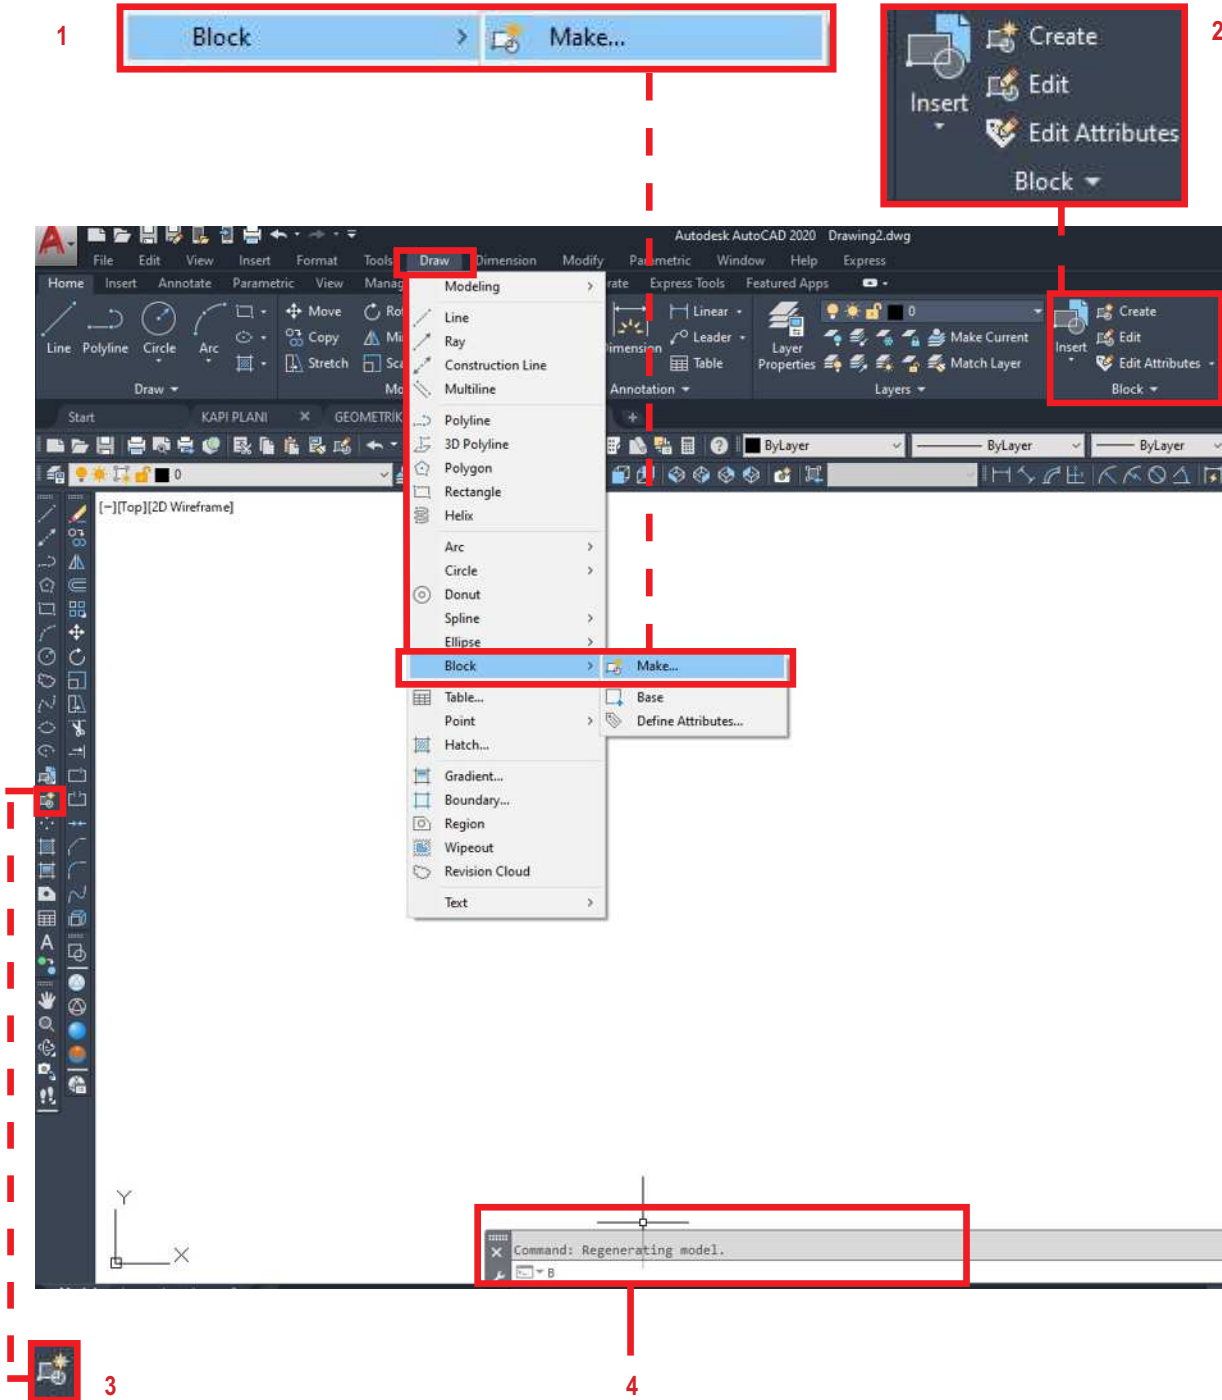 1
Block
Make...
2
Create
Edit
Insert
Edit Attributes
Block
Autodesk AutoCAD 2020 Drawing2.dwg
File Edit View Insert Format Tools Draw Dimension Modify Parametric Window Help Express
Home Insert Annotate Parametric View Express Tools Featured Apps
Line Polyline Circle Arc
Move
Copy
Stretch
Draw
Linear
Leader
Table
Annotation
Layer
Properties
0
Make Current
Match Layer
Layers
Insert
Create
Edit
Edit Attributes
Block
Start KAPI PLANI
ByLayer ByLayer ByLayer
0
[-][Top][2D Wireframe]
Modeling
Line
Ray
Construction Line
Multiline
Polyline
3D Polyline
Polygon
Rectangle
Helix
Arc
Circle
Donut
Spline
Ellipse
Block
Make...
Base
Define Attributes...
Table...
Point
Hatch...
Gradient...
Boundary...
Region
Wipeout
Revision Cloud
Text
Y
X
Command: Regenerating model.
B
3
4